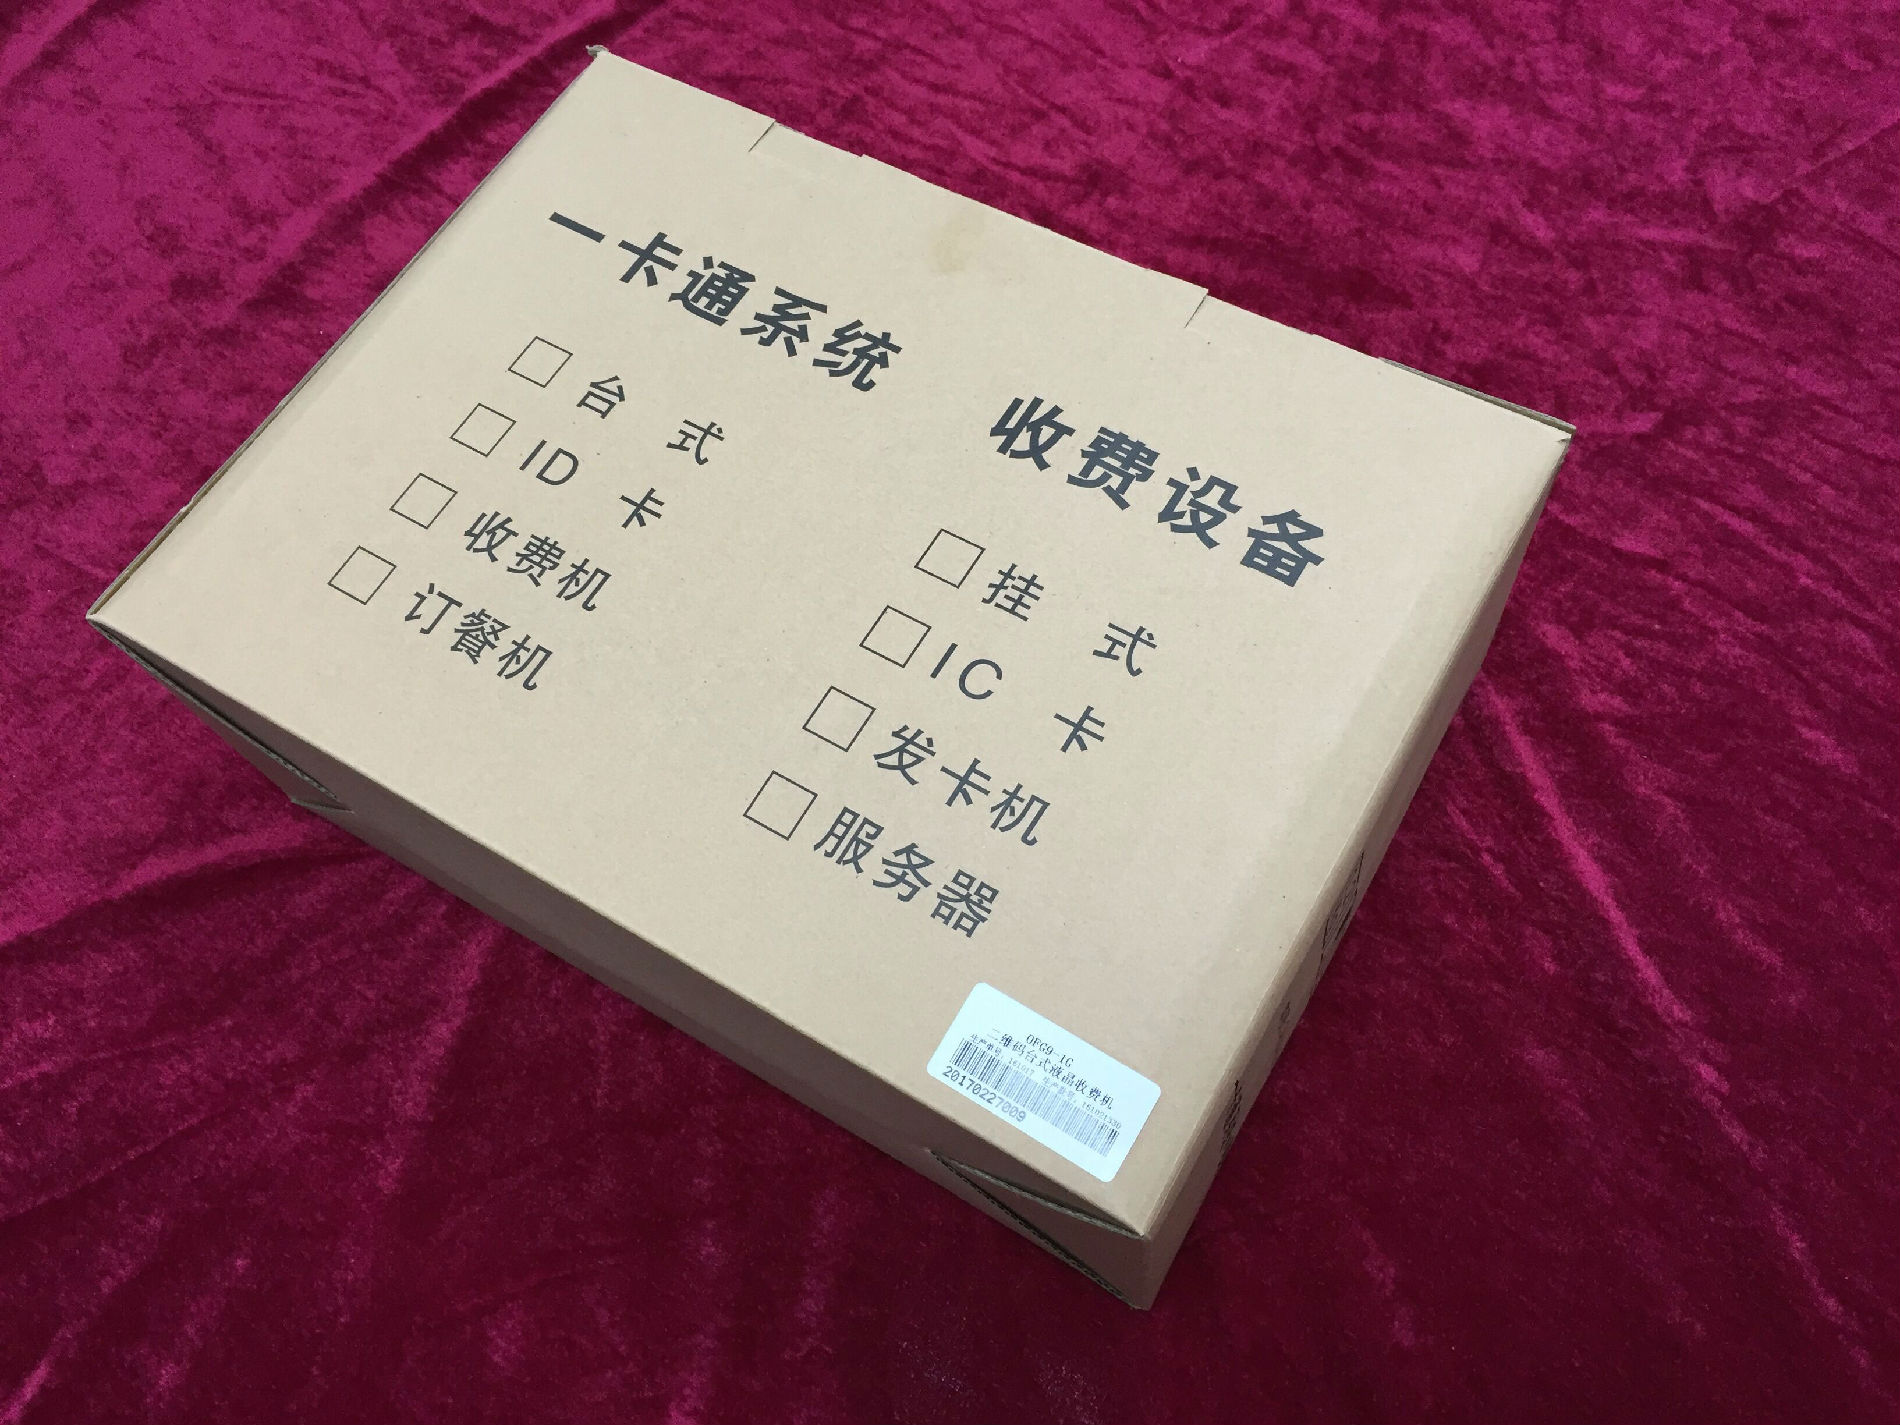 一卡通系统 收费设备
□ 台 式 □ 挂 式
□ ID 卡 □ IC 卡
□ 收费机 □ 发卡机
□ 订餐机 □ 服务器
QFG9-IC
二维码台式液晶收费机
20170227009